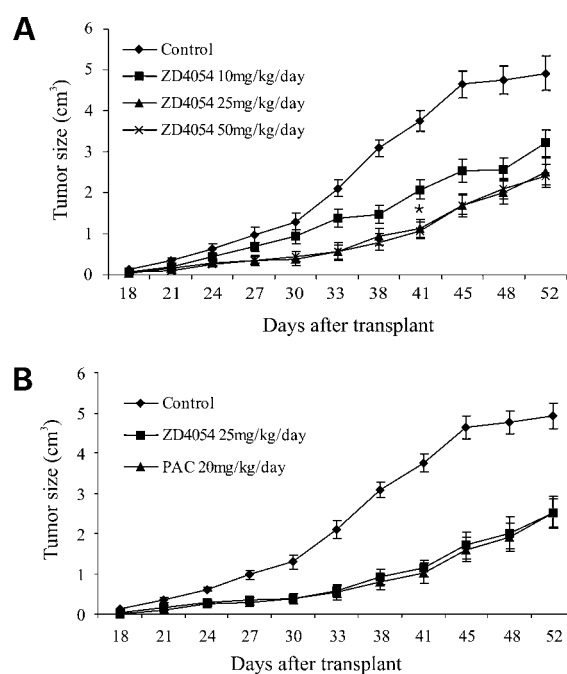 A
Tumor size (cm³)
6
5
4
3
2
1
0
Control
ZD4054 10mg/kg/day
ZD4054 25mg/kg/day
ZD4054 50mg/kg/day
*
18 21 24 27 30 33 38 41 45 48 52
Days after transplant
B
Tumor size (cm³)
6
5
4
3
2
1
0
Control
ZD4054 25mg/kg/day
PAC 20mg/kg/day
18 21 24 27 30 33 38 41 45 48 52
Days after transplant